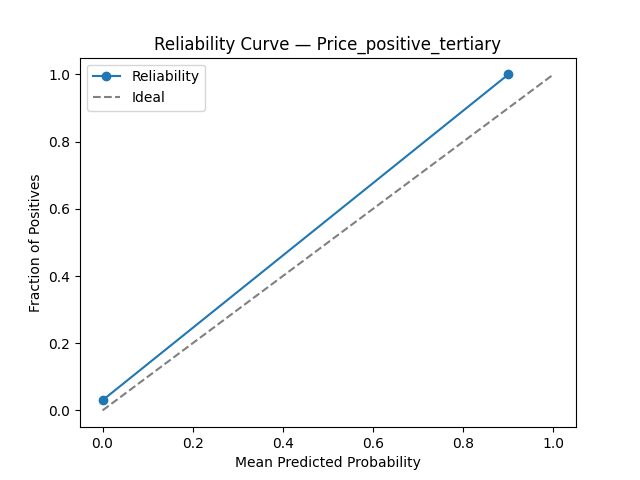 Reliability Curve — Price_positive_tertiary
Reliability
Ideal
Fraction of Positives
1.0
0.8
0.6
0.4
0.2
0.0
0.0 0.2 0.4 0.6 0.8 1.0
Mean Predicted Probability